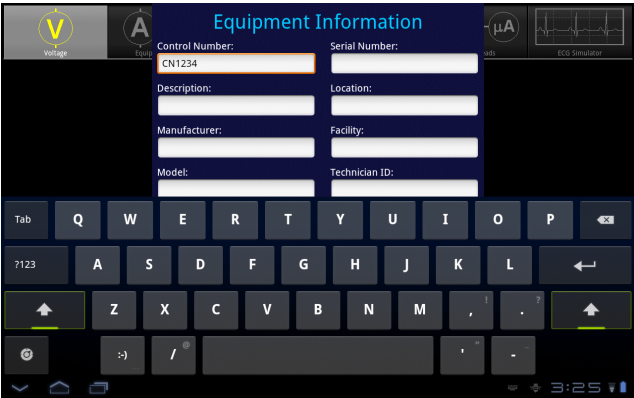 Equipment Information
V
A
µA
Voltage
Equip
ads
ECG Simulator
Control Number:
Serial Number:
CN1234
Description:
Location:
Manufacturer:
Facility:
Model:
Technician ID:
Tab Q W E R T Y U I O P
?123 A S D F G H J K L
Z X C V B N M , ! . ?
:-) / @ ' " - _
3:25